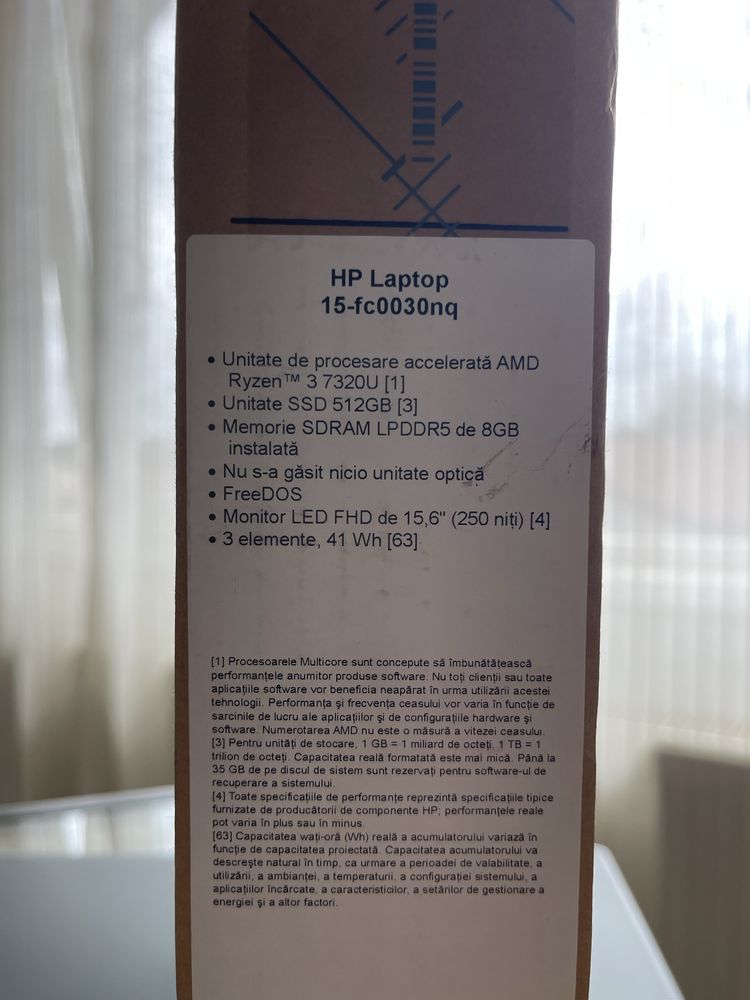 HP Laptop
15-fc0030nq
• Unitate de procesare accelerată AMD
Ryzen™ 3 7320U [1]
• Unitate SSD 512GB [3]
• Memorie SDRAM LPDDR5 de 8GB
instalată
• Nu s-a găsit nicio unitate optică
• FreeDOS
• Monitor LED FHD de 15,6" (250 niți) [4]
• 3 elemente, 41 Wh [63]
[1] Procesoarele Multicore sunt concepute să îmbunătățească
performanțele anumitor produse software. Nu toți clienții sau toate
aplicațiile software vor beneficia neapărat în urma utilizării acestei
tehnologii. Performanța și frecvența ceasului vor varia în funcție de
sarcinile de lucru ale aplicațiilor și de configurațiile hardware și
software. Numerotarea AMD nu este o măsură a vitezei ceasului.
[3] Pentru unități de stocare, 1 GB = 1 miliard de octeți. 1 TB = 1
trilion de octeți. Capacitatea reală formatată este mai mică. Până la
35 GB de pe discul de sistem sunt rezervați pentru software-ul de
recuperare a sistemului.
[4] Toate specificațiile de performanțe reprezintă specificațiile tipice
furnizate de producătorii de componente HP; performanțele reale
pot varia în plus sau în minus.
[63] Capacitatea wați-oră (Wh) reală a acumulatorului variază în
funcție de capacitatea proiectată. Capacitatea acumulatorului va
descrește natural în timp, ca urmare a perioadei de valabilitate, a
utilizării, a ambianței, a temperaturii, a configurației sistemului, a
aplicațiilor încărcate, a caracteristicilor, a setărilor de gestionare a
energiei și a altor factori.